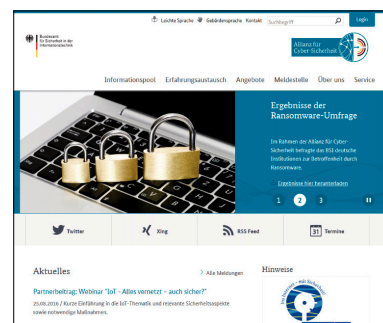 Leichte Sprache Gebärdensprache Kontakt Suchbegriff Login
Bundesamt
für Sicherheit in der
Informationstechnik
Allianz für
Cyber Sicherheit
Informationspool Erfahrungsaustausch Angebote Meldestelle Über uns Service
Ergebnisse der
Ransomware-Umfrage
Im Rahmen der Allianz für Cyber-
Sicherheit befragte das BSI deutsche
Institutionen zur Betroffenheit durch
Ransomware.
Ergebnisse hier herunterladen
1 2 3
Twitter Xing RSS Feed 31 Termine
Aktuelles > Alle Meldungen Hinweise
Partnerbeitrag: Webinar "IoT - Alles vernetzt – auch sicher?"
25.08.2016 / Kurze Einführung in die IoT-Thematik und relevante Sicherheitsaspekte
sowie notwendige Maßnahmen.
mit Sicherheit